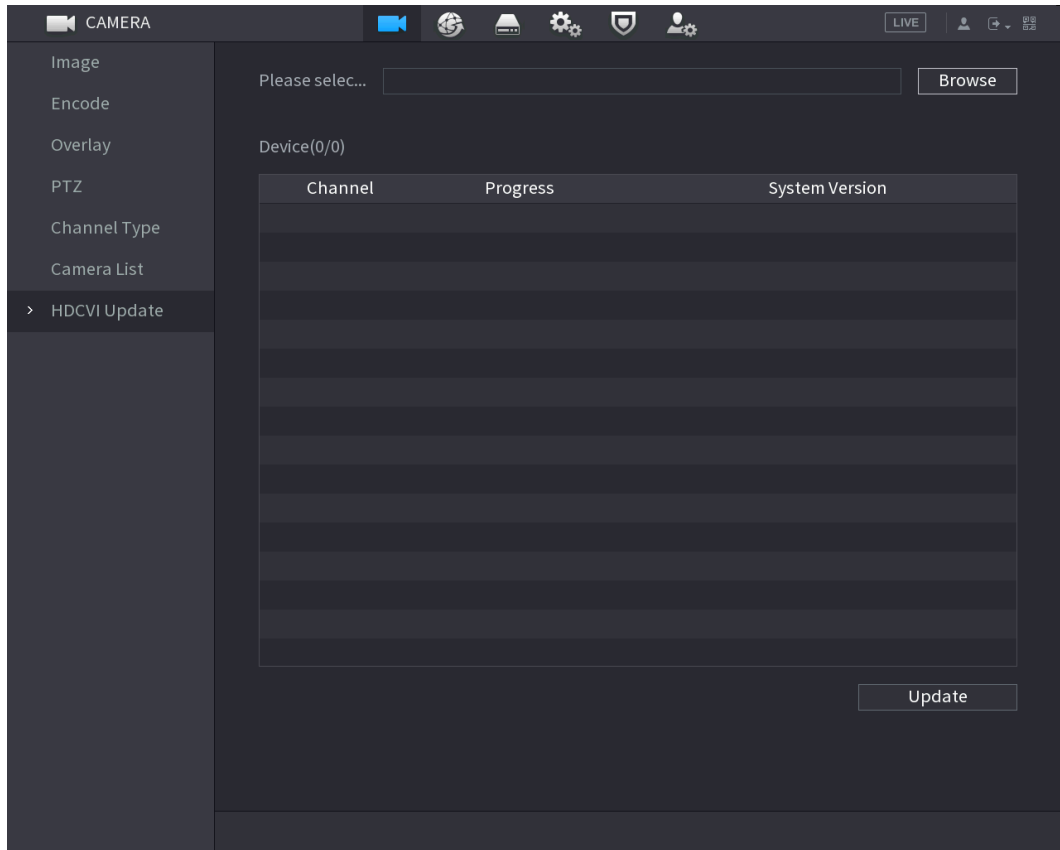 CAMERA
LIVE
Image
Encode
Overlay
PTZ
Channel Type
Camera List
HDCVI Update
Please selec...
Browse
Device(0/0)
Channel Progress System Version
Update